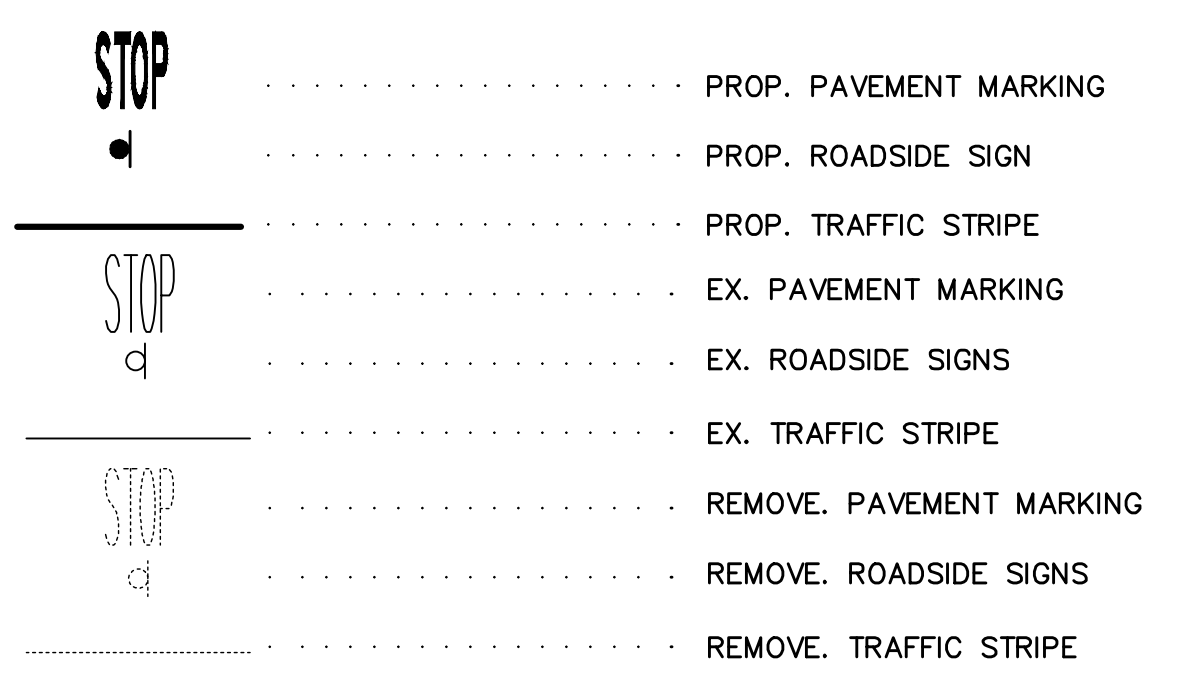 STOP PROP. PAVEMENT MARKING
PROP. ROADSIDE SIGN
PROP. TRAFFIC STRIPE
STOP EX. PAVEMENT MARKING
EX. ROADSIDE SIGNS
EX. TRAFFIC STRIPE
STOP REMOVE. PAVEMENT MARKING
REMOVE. ROADSIDE SIGNS
REMOVE. TRAFFIC STRIPE